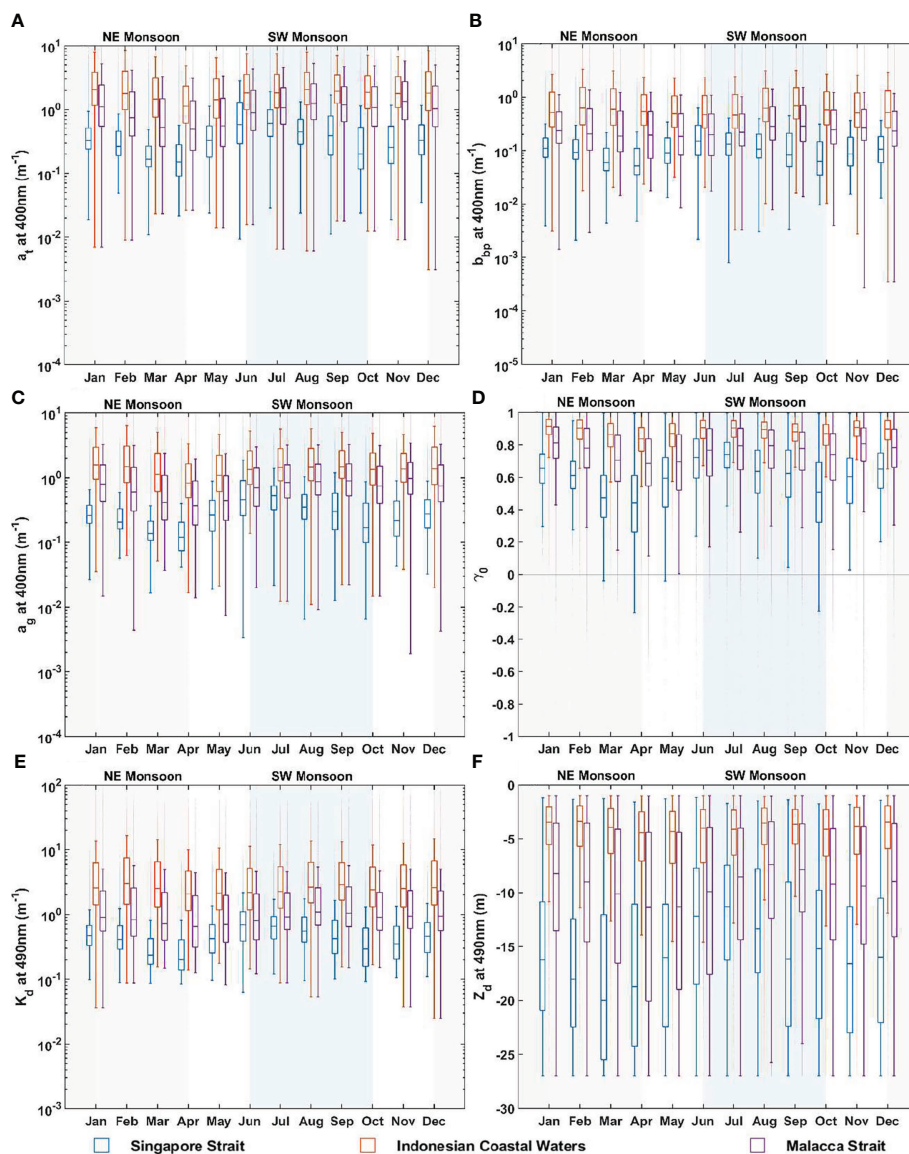 A
B
NE Monsoon SW Monsoon
NE Monsoon SW Monsoon
10^1
10^0
10^-1
10^-2
10^-3
10^-4
a_t at 400nm (m^-1)
Jan Feb Mar Apr May Jun Jul Aug Sep Oct Nov Dec
10^1
10^0
10^-1
10^-2
10^-3
10^-4
10^-5
b_bp at 400nm (m^-1)
Jan Feb Mar Apr May Jun Jul Aug Sep Oct Nov Dec
C
D
NE Monsoon SW Monsoon
NE Monsoon SW Monsoon
10^1
10^0
10^-1
10^-2
10^-3
10^-4
a_g at 400nm (m^-1)
Jan Feb Mar Apr May Jun Jul Aug Sep Oct Nov Dec
1
0.8
0.6
0.4
0.2
0
-0.2
-0.4
-0.6
-0.8
-1
γ_0
Jan Feb Mar Apr May Jun Jul Aug Sep Oct Nov Dec
E
F
NE Monsoon SW Monsoon
NE Monsoon SW Monsoon
10^2
10^1
10^0
10^-1
10^-2
10^-3
K_d at 490nm (m^-1)
Jan Feb Mar Apr May Jun Jul Aug Sep Oct Nov Dec
0
-5
-10
-15
-20
-25
-30
Z_d at 490nm (m)
Jan Feb Mar Apr May Jun Jul Aug Sep Oct Nov Dec
Singapore Strait Indonesian Coastal Waters Malacca Strait